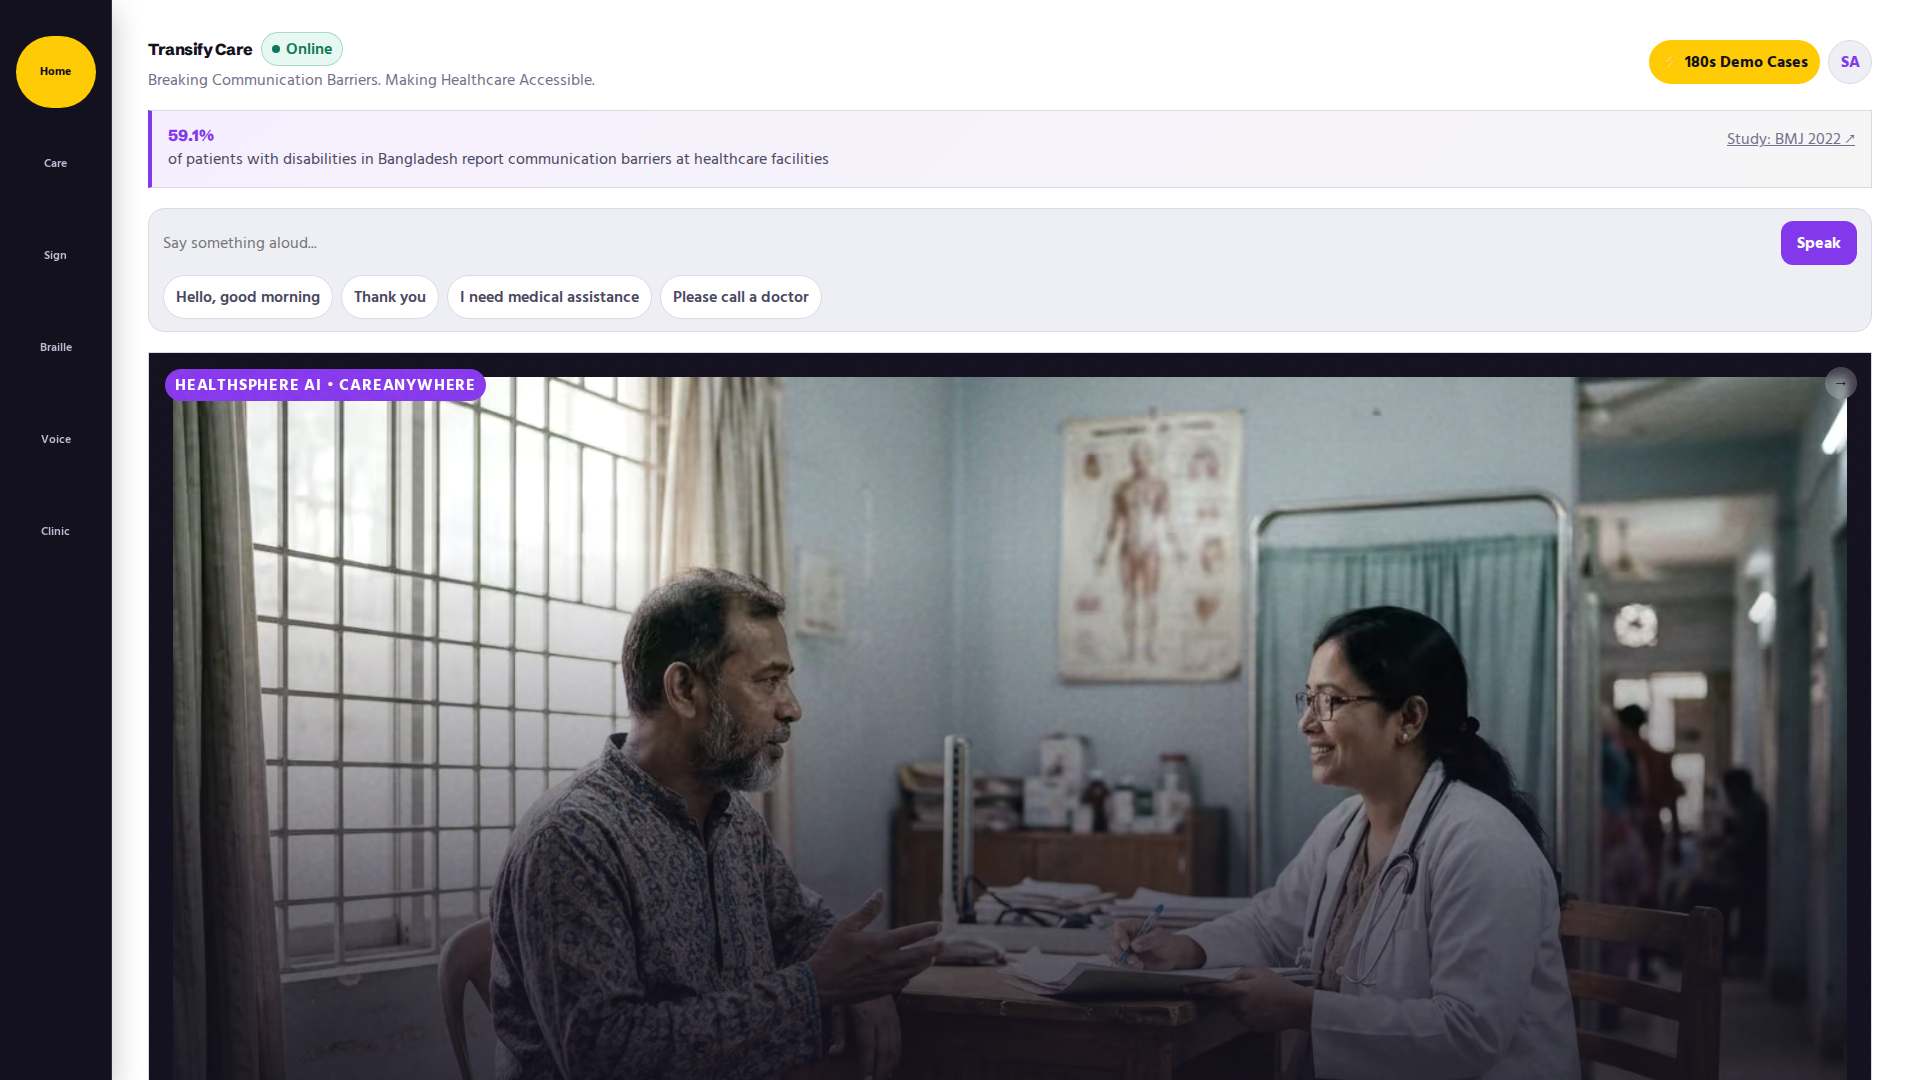 Home
Care
Sign
Braille
Voice
Clinic
Transify Care
Online
Breaking Communication Barriers. Making Healthcare Accessible.
180s Demo Cases
SA
59.1%
of patients with disabilities in Bangladesh report communication barriers at healthcare facilities
Study: BMJ 2022 ↗
Say something aloud...
Speak
Hello, good morning
Thank you
I need medical assistance
Please call a doctor
HEALTHSPHERE AI • CAREANYWHERE
→